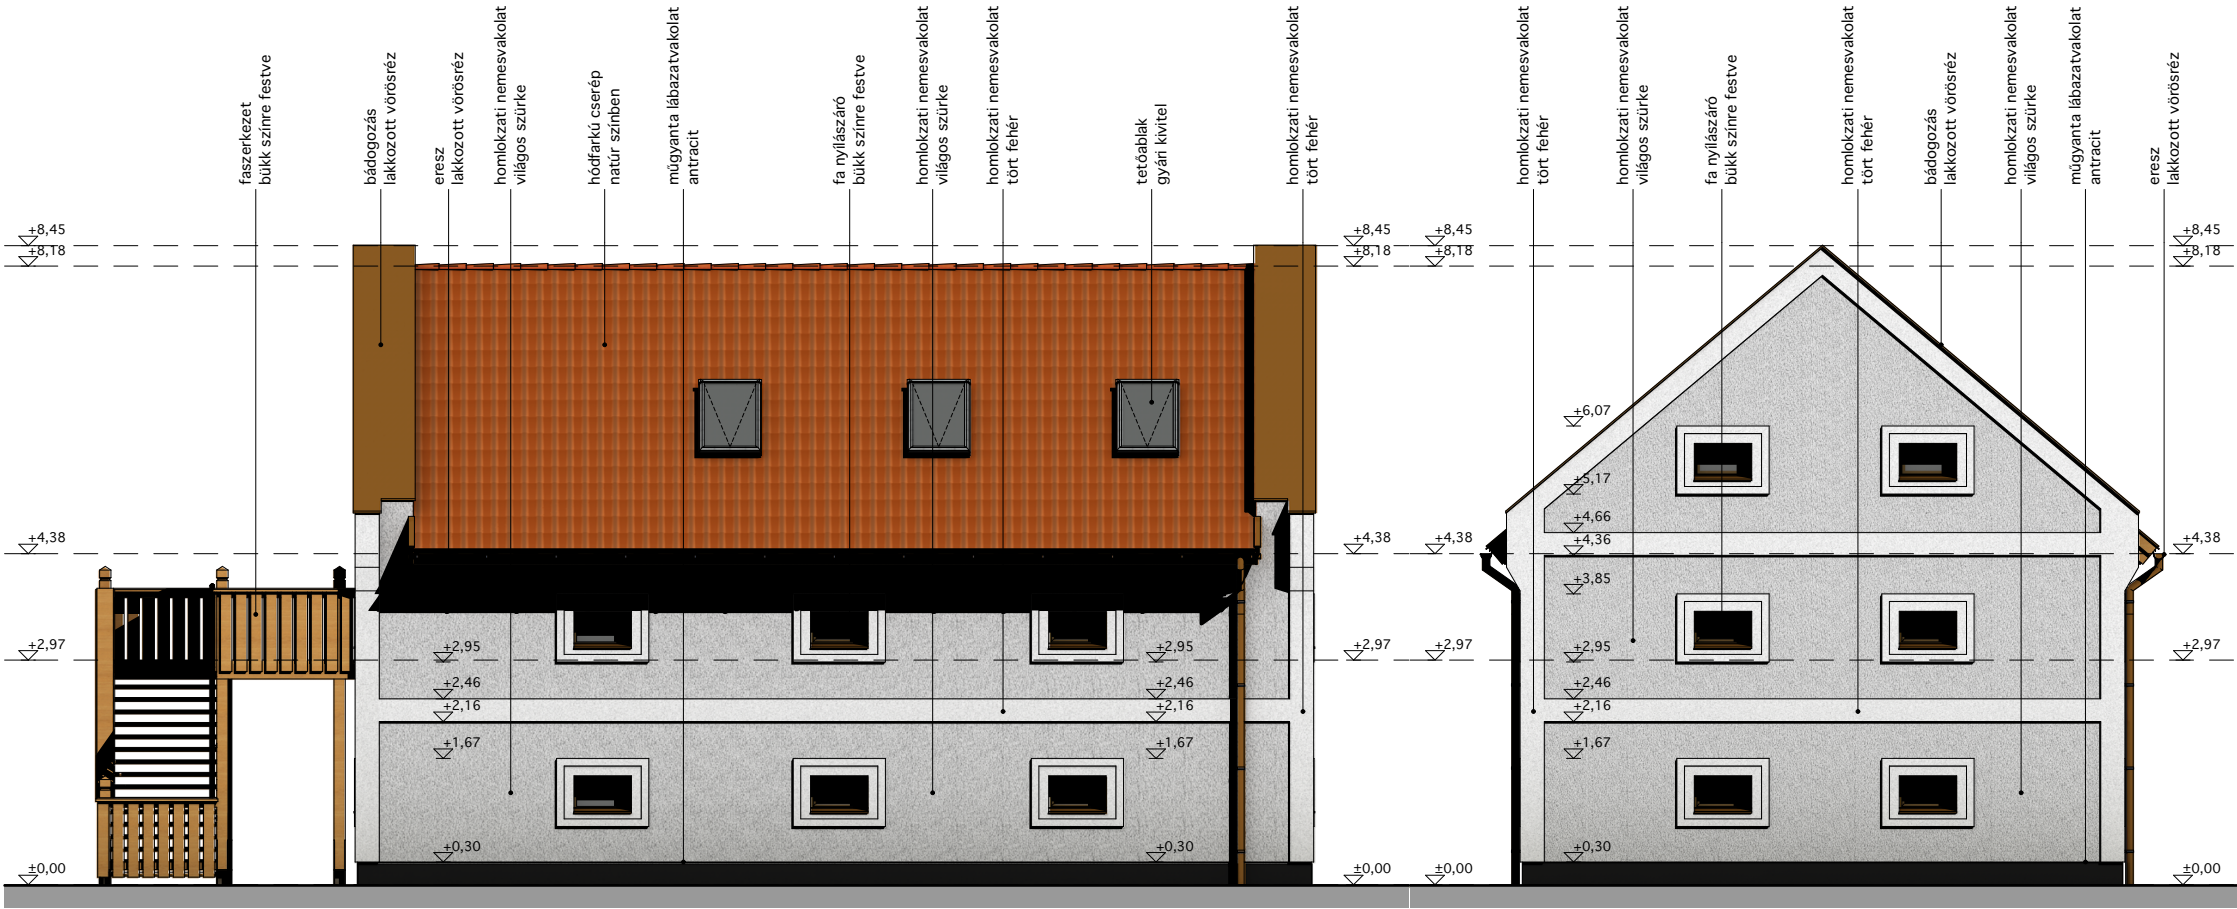 faszerkezet
bükk színre festve
bádogozás
lakkozott vörösréz
eresz
lakkozott vörösréz
homlokzati nemesvakolat
világos szürke
hódfarkú cserép
natúr színben
műgyanta lábazatvakolat
antracit
fa nyílászáró
bükk színre festve
homlokzati nemesvakolat
világos szürke
homlokzati nemesvakolat
tört fehér
tetőablak
gyári kivitel
homlokzati nemesvakolat
tört fehér
homlokzati nemesvakolat
tört fehér
homlokzati nemesvakolat
világos szürke
fa nyílászáró
bükk színre festve
homlokzati nemesvakolat
tört fehér
bádogozás
lakkozott vörösréz
homlokzati nemesvakolat
világos szürke
műgyanta lábazatvakolat
antracit
eresz
lakkozott vörösréz
+8,45
+8,18
+4,38
+2,97
±0,00
+2,95
+2,46
+2,16
+1,67
+0,30
+2,95
+2,46
+2,16
+1,67
+0,30
+8,45
+8,18
+4,38
+2,97
±0,00
+8,45
+8,18
+4,38
+2,97
±0,00
+6,07
+5,17
+4,66
+4,36
+3,85
+2,95
+2,46
+2,16
+1,67
+0,30
+8,45
+8,18
+4,38
+2,97
±0,00